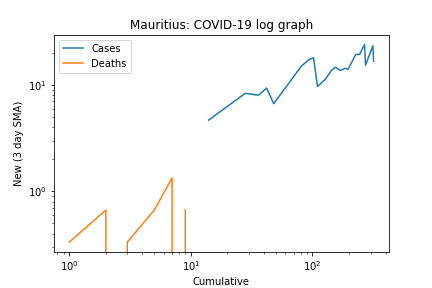 Mauritius: COVID-19 log graph
Cases
Deaths
New (3 day SMA)
10¹
10⁰
10⁰
10¹
10²
Cumulative